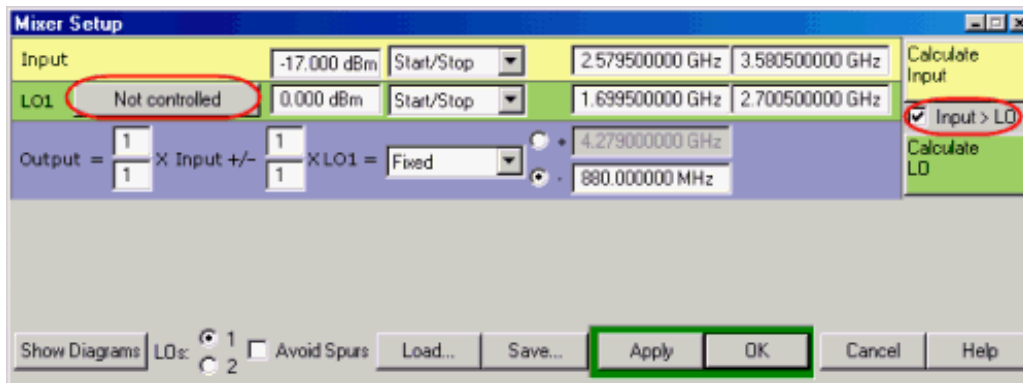 Mixer Setup
Input -17.000 dBm Start/Stop 2.579500000 GHz 3.580500000 GHz Calculate Input
LO1 Not controlled 0.000 dBm Start/Stop 1.699500000 GHz 2.700500000 GHz Input > LO
Output = 1 1 X Input +/- 1 1 X LO1 = Fixed + 4.279000000 GHz - 880.000000 MHz Calculate LO
Show Diagrams LOs: 1 2 Avoid Spurs Load... Save... Apply OK Cancel Help